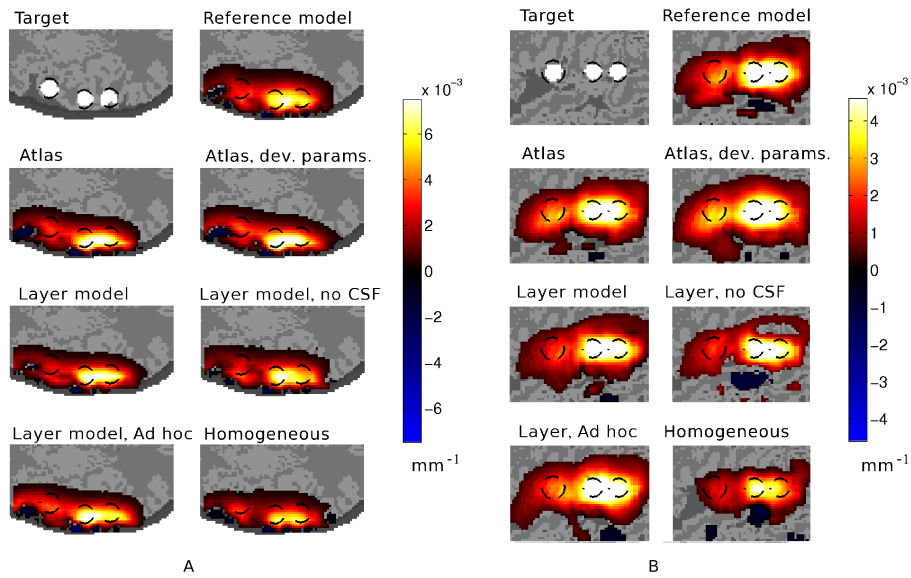 Target
Reference model
Atlas
Atlas, dev. params.
Layer model
Layer model, no CSF
Layer model, Ad hoc
Homogeneous
x 10⁻³
6
4
2
0
−2
−4
−6
mm⁻¹
A
Target
Reference model
Atlas
Atlas, dev. params.
Layer model
Layer, no CSF
Layer, Ad hoc
Homogeneous
x 10⁻³
4
3
2
1
0
−1
−2
−3
−4
mm⁻¹
B